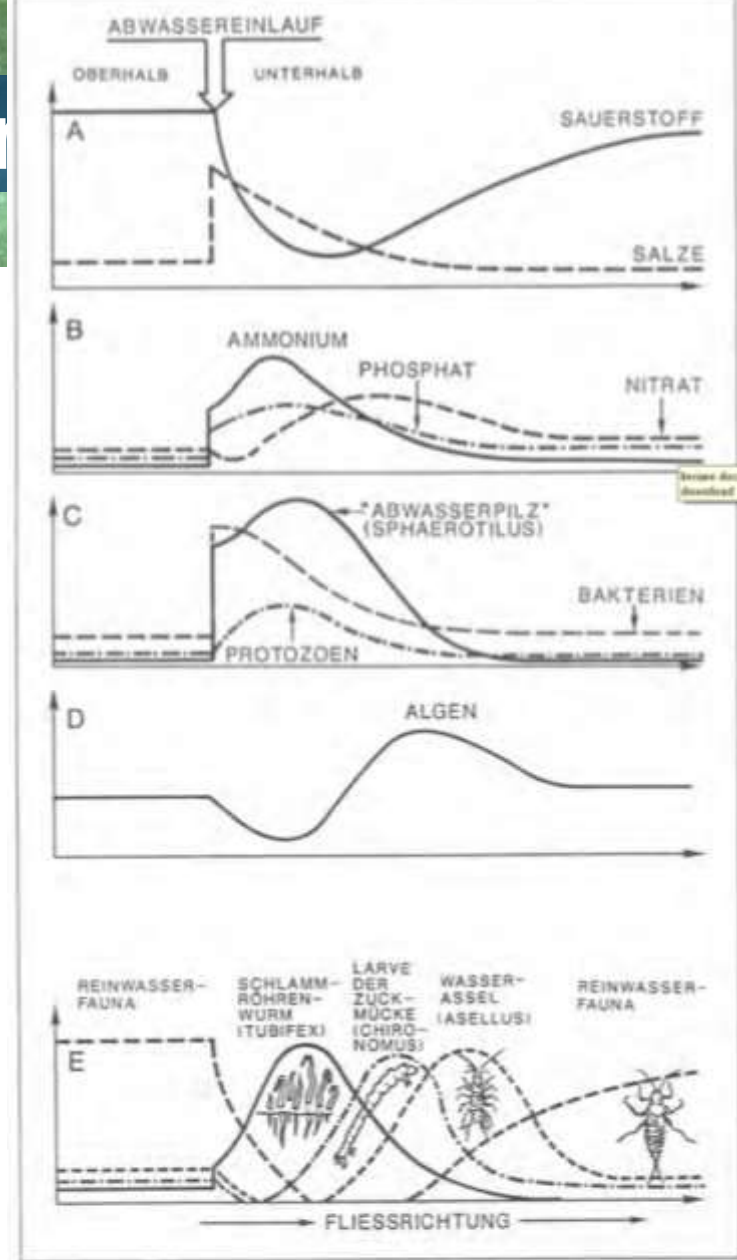 ABWASSEREINLAUF
OBERHALB
UNTERHALB
A
SAUERSTOFF
SALZE
B
AMMONIUM
PHOSPHAT
NITRAT
C
"ABWASSERPILZ"
(SPHAEROTILUS)
BAKTERIEN
PROTOZOEN
D
ALGEN
REINWASSER-
FAUNA
SCHLAMM-
RÖHREN-
WURM
(TUBIFEX)
LARVE
DER
ZUCK-
MÜCKE
(CHIRO-
NOMUS)
WASSER-
ASSEL
(ASELLUS)
REINWASSER-
FAUNA
E
FLIESSRICHTUNG